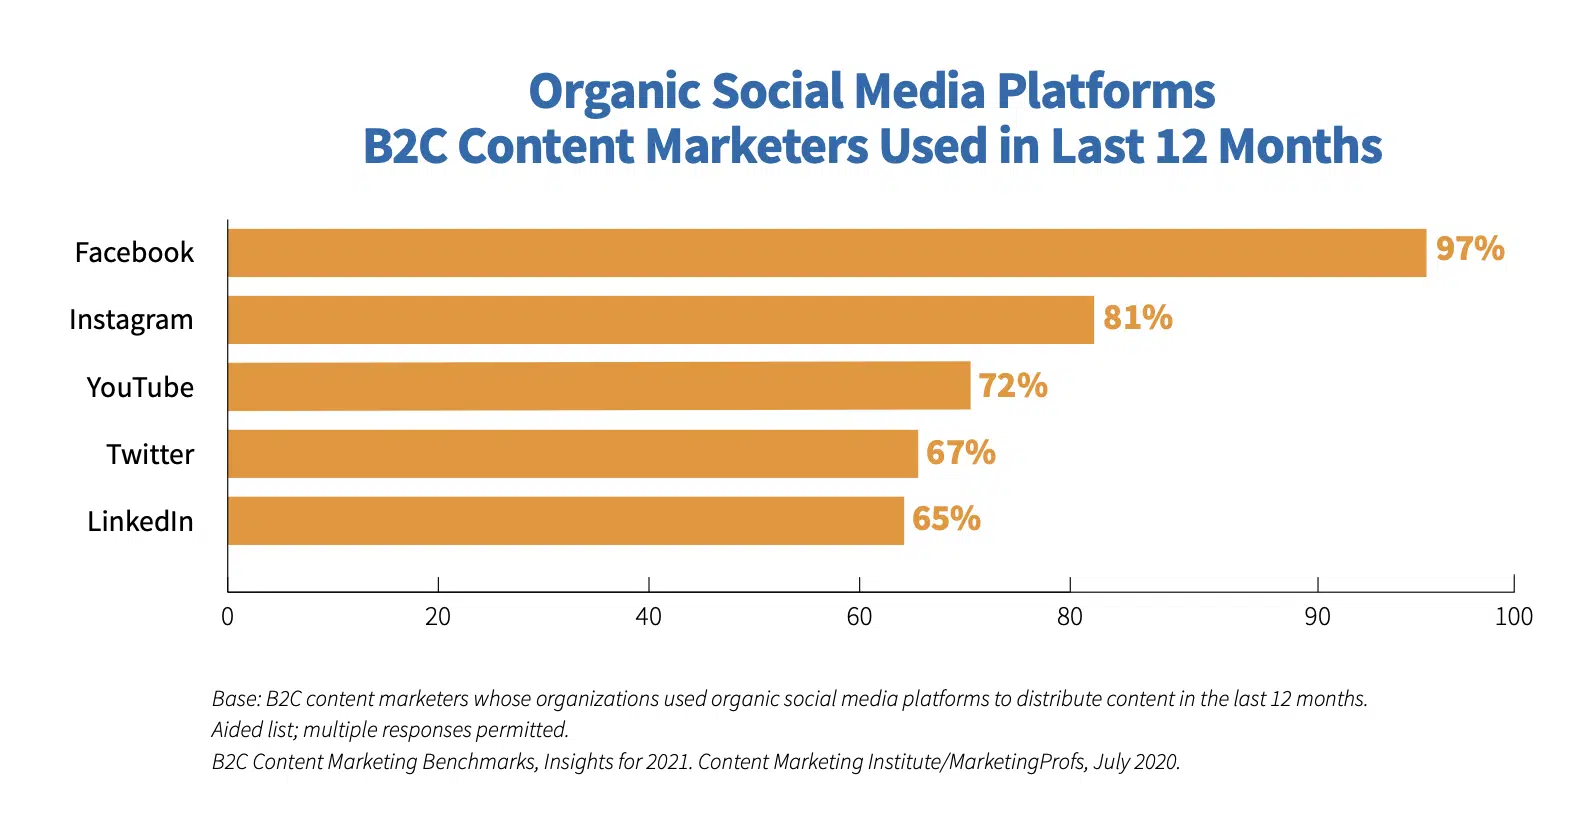 Organic Social Media Platforms
B2C Content Marketers Used in Last 12 Months
Facebook 97%
Instagram 81%
YouTube 72%
Twitter 67%
LinkedIn 65%
0 20 40 60 80 90 100
Base: B2C content marketers whose organizations used organic social media platforms to distribute content in the last 12 months.
Aided list; multiple responses permitted.
B2C Content Marketing Benchmarks, Insights for 2021. Content Marketing Institute/MarketingProfs, July 2020.